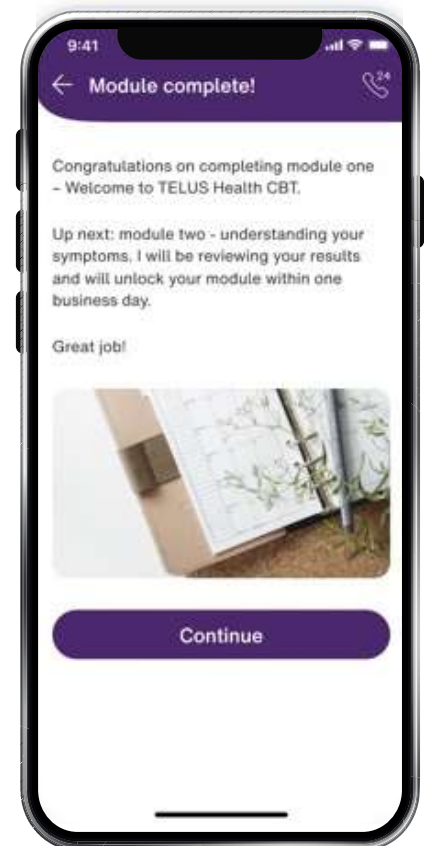 9:41
Module complete!
24
Congratulations on completing module one
– Welcome to TELUS Health CBT.
Up next: module two - understanding your
symptoms. I will be reviewing your results
and will unlock your module within one
business day.
Great job!
Continue